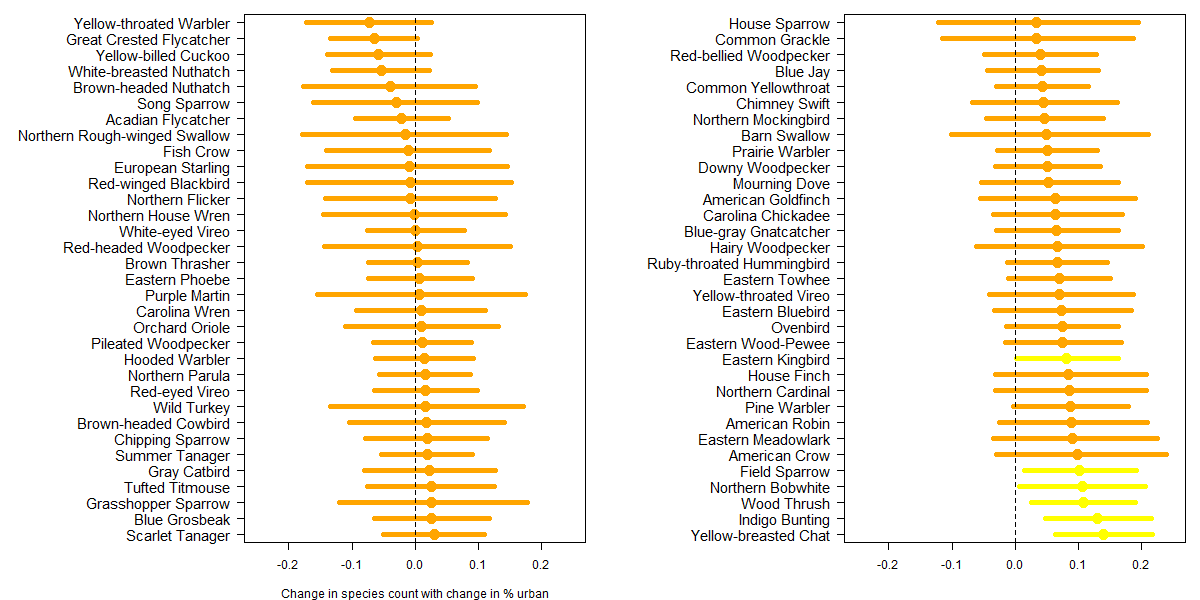 Yellow-throated Warbler
Great Crested Flycatcher
Yellow-billed Cuckoo
White-breasted Nuthatch
Brown-headed Nuthatch
Song Sparrow
Acadian Flycatcher
Northern Rough-winged Swallow
Fish Crow
European Starling
Red-winged Blackbird
Northern Flicker
Northern House Wren
White-eyed Vireo
Red-headed Woodpecker
Brown Thrasher
Eastern Phoebe
Purple Martin
Carolina Wren
Orchard Oriole
Pileated Woodpecker
Hooded Warbler
Northern Parula
Red-eyed Vireo
Wild Turkey
Brown-headed Cowbird
Chipping Sparrow
Summer Tanager
Gray Catbird
Tufted Titmouse
Grasshopper Sparrow
Blue Grosbeak
Scarlet Tanager
-0.2 -0.1 0.0 0.1 0.2
Change in species count with change in % urban
House Sparrow
Common Grackle
Red-bellied Woodpecker
Blue Jay
Common Yellowthroat
Chimney Swift
Northern Mockingbird
Barn Swallow
Prairie Warbler
Downy Woodpecker
Mourning Dove
American Goldfinch
Carolina Chickadee
Blue-gray Gnatcatcher
Hairy Woodpecker
Ruby-throated Hummingbird
Eastern Towhee
Yellow-throated Vireo
Eastern Bluebird
Ovenbird
Eastern Wood-Pewee
Eastern Kingbird
House Finch
Northern Cardinal
Pine Warbler
American Robin
Eastern Meadowlark
American Crow
Field Sparrow
Northern Bobwhite
Wood Thrush
Indigo Bunting
Yellow-breasted Chat
-0.2 -0.1 0.0 0.1 0.2